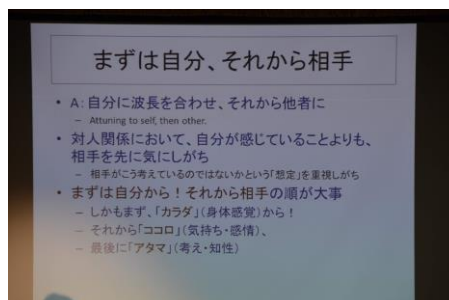 まずは自分、それから相手
• A:自分に波長を合わせ、それから他者に
– Attuning to self, then other.
• 対人関係において、自分が感じていることよりも、
相手を先に気にしがち
– 相手がこう考えているのではないかという「想定」を重視しがち
• まずは自分から!それから相手の順が大事
– しかもまず、「カラダ」(身体感覚)から!
– それから「ココロ」(気持ち・感情)、
– 最後に「アタマ」(考え・知性)